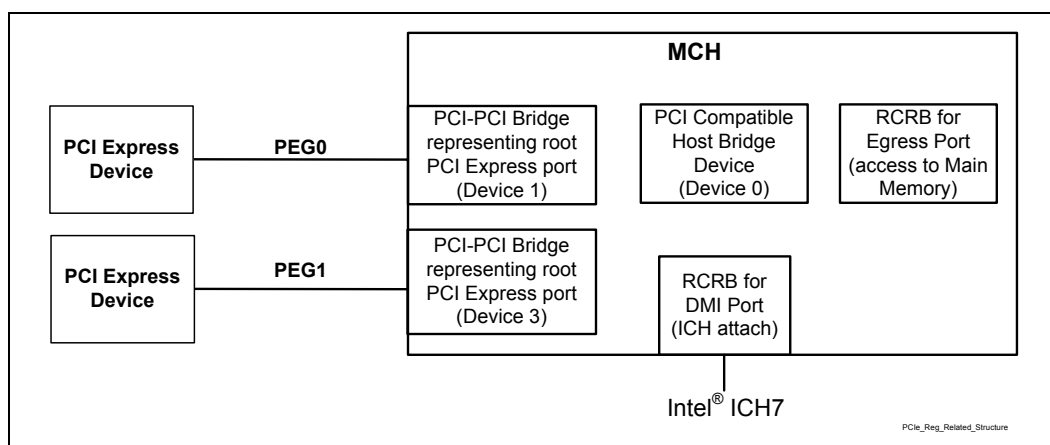 MCH
PCI Express
Device
PEG0
PCI-PCI Bridge
representing root
PCI Express port
(Device 1)
PCI Compatible
Host Bridge
Device
(Device 0)
RCRB for
Egress Port
(access to Main
Memory)
PCI Express
Device
PEG1
PCI-PCI Bridge
representing root
PCI Express port
(Device 3)
RCRB for
DMI Port
(ICH attach)
Intel® ICH7
PCIe_Reg_Related_Structure